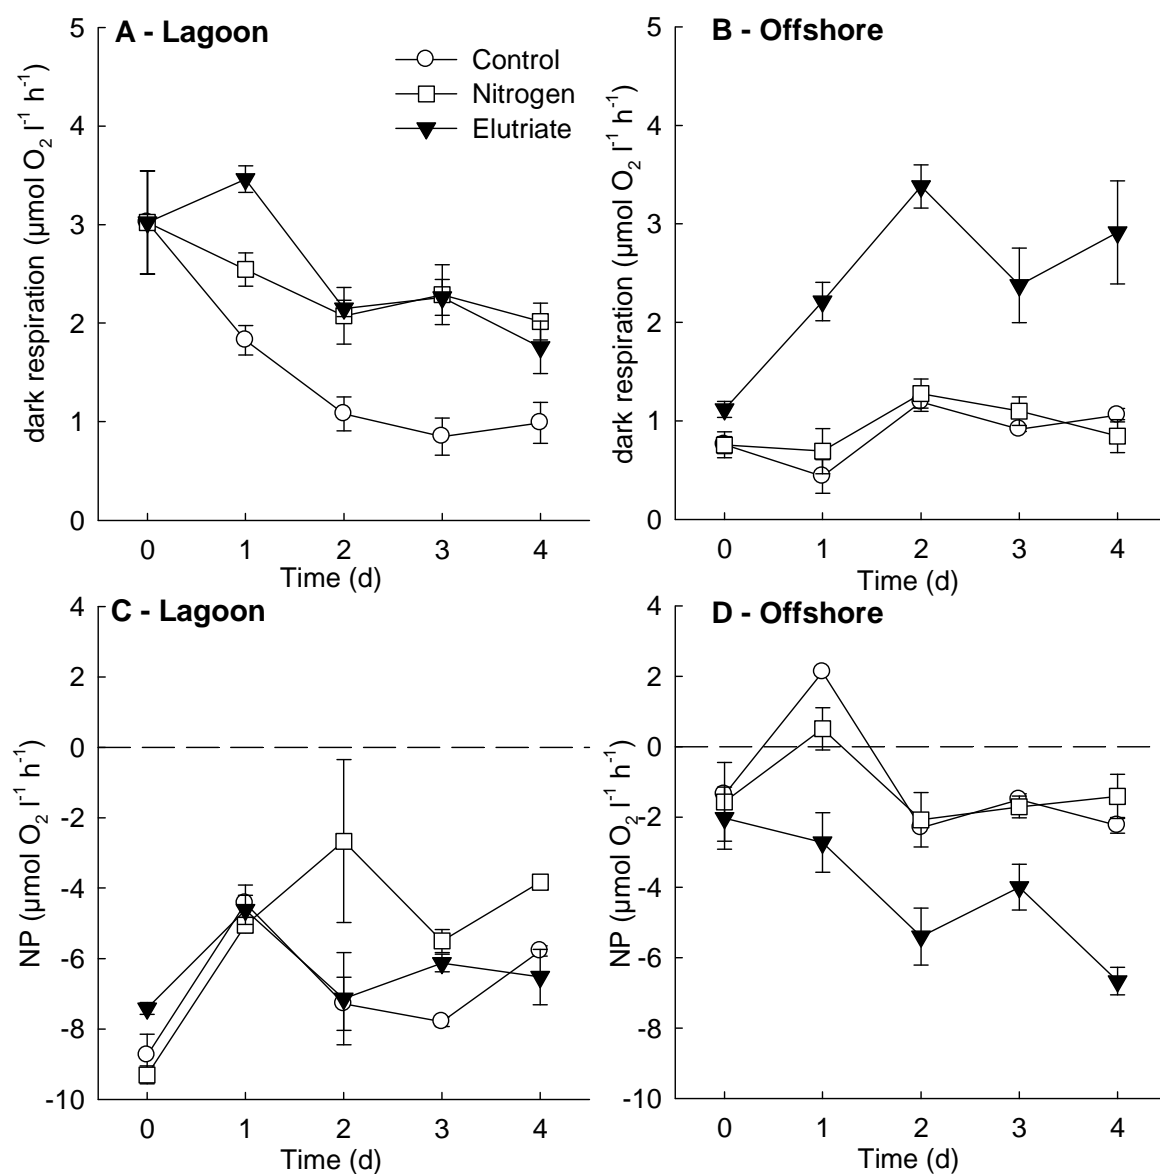 A - Lagoon
Control
Nitrogen
Elutriate
dark respiration (µmol O₂ l⁻¹ h⁻¹)
5
4
3
2
1
0
0 1 2 3 4
Time (d)
B - Offshore
dark respiration (µmol O₂ l⁻¹ h⁻¹)
5
4
3
2
1
0
0 1 2 3 4
Time (d)
C - Lagoon
NP (µmol O₂ l⁻¹ h⁻¹)
4
2
0
-2
-4
-6
-8
-10
0 1 2 3 4
Time (d)
D - Offshore
NP (µmol O₂ l⁻¹ h⁻¹)
4
2
0
-2
-4
-6
-8
-10
0 1 2 3 4
Time (d)